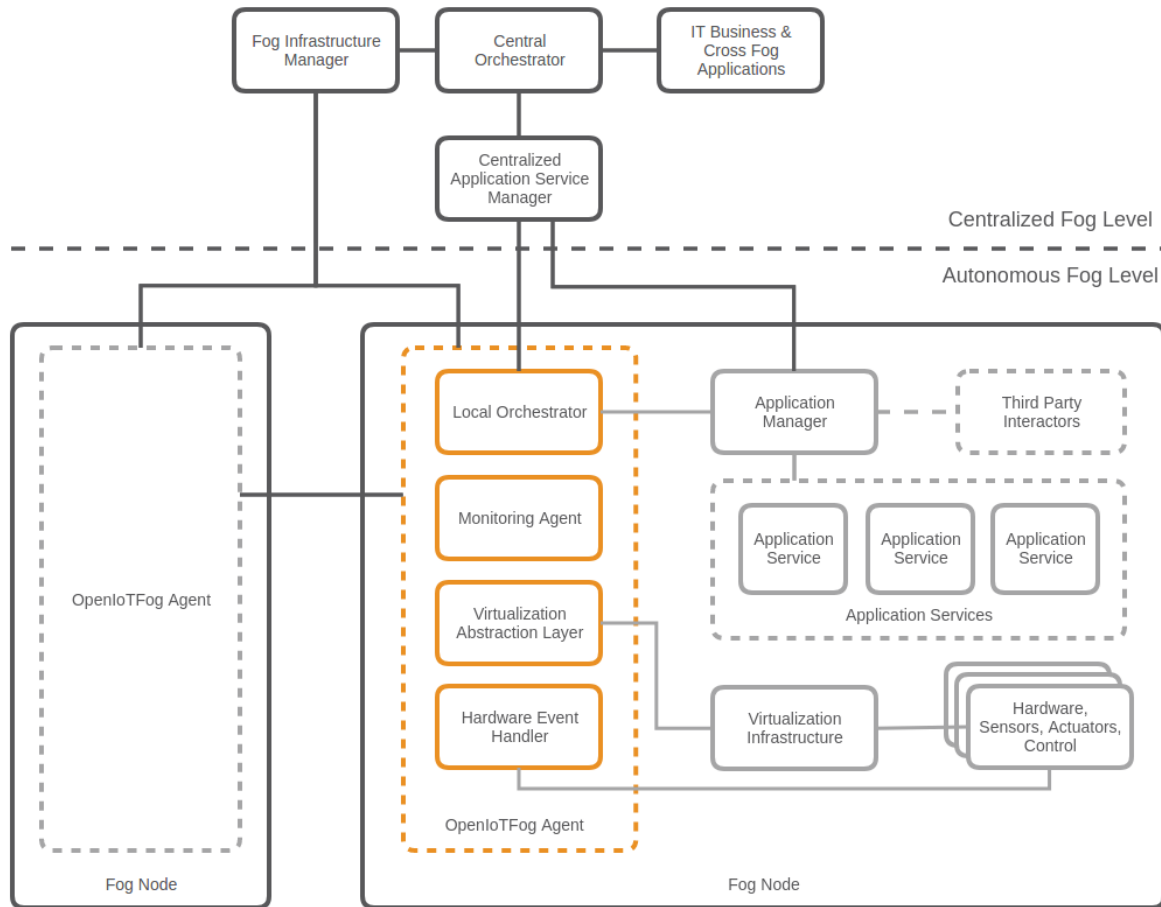 Fog Infrastructure
Manager
Central
Orchestrator
IT Business &
Cross Fog
Applications
Centralized
Application Service
Manager
Centralized Fog Level
Autonomous Fog Level
OpenIoTFog Agent
Fog Node
Local Orchestrator
Monitoring Agent
Virtualization
Abstraction Layer
Hardware Event
Handler
OpenIoTFog Agent
Application
Manager
Third Party
Interactors
Application
Service
Application
Service
Application
Service
Application Services
Virtualization
Infrastructure
Hardware,
Sensors, Actuators,
Control
Fog Node